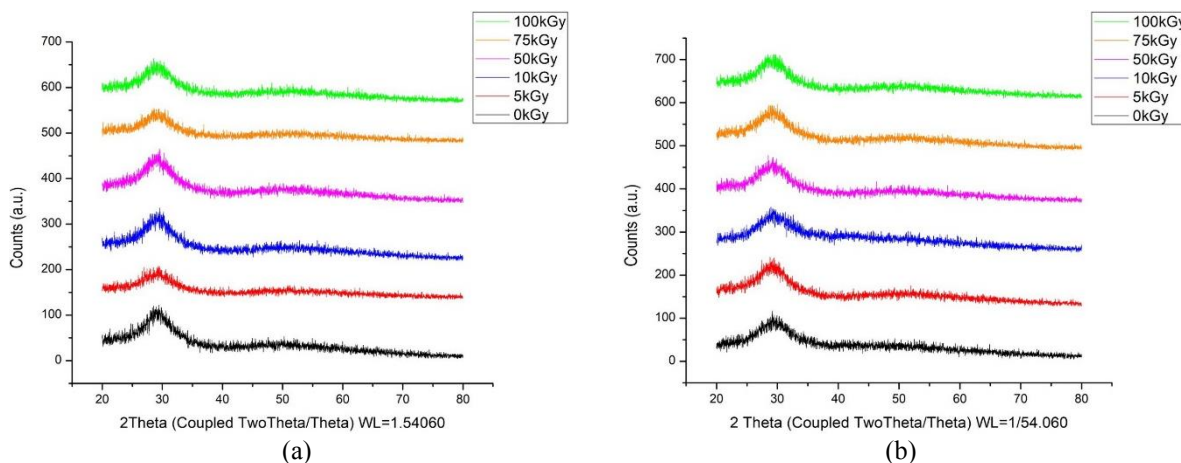 100kGy
75kGy
50kGy
10kGy
5kGy
0kGy
700
600
500
400
300
200
100
0
Counts (a.u.)
20 30 40 50 60 70 80
2Theta (Coupled TwoTheta/Theta) WL=1.54060
(a)
100kGy
75kGy
50kGy
10kGy
5kGy
0kGy
700
600
500
400
300
200
100
0
Counts (a.u.)
20 30 40 50 60 70 80
2 Theta (Coupled TwoTheta/Theta) WL=1/54.060
(b)